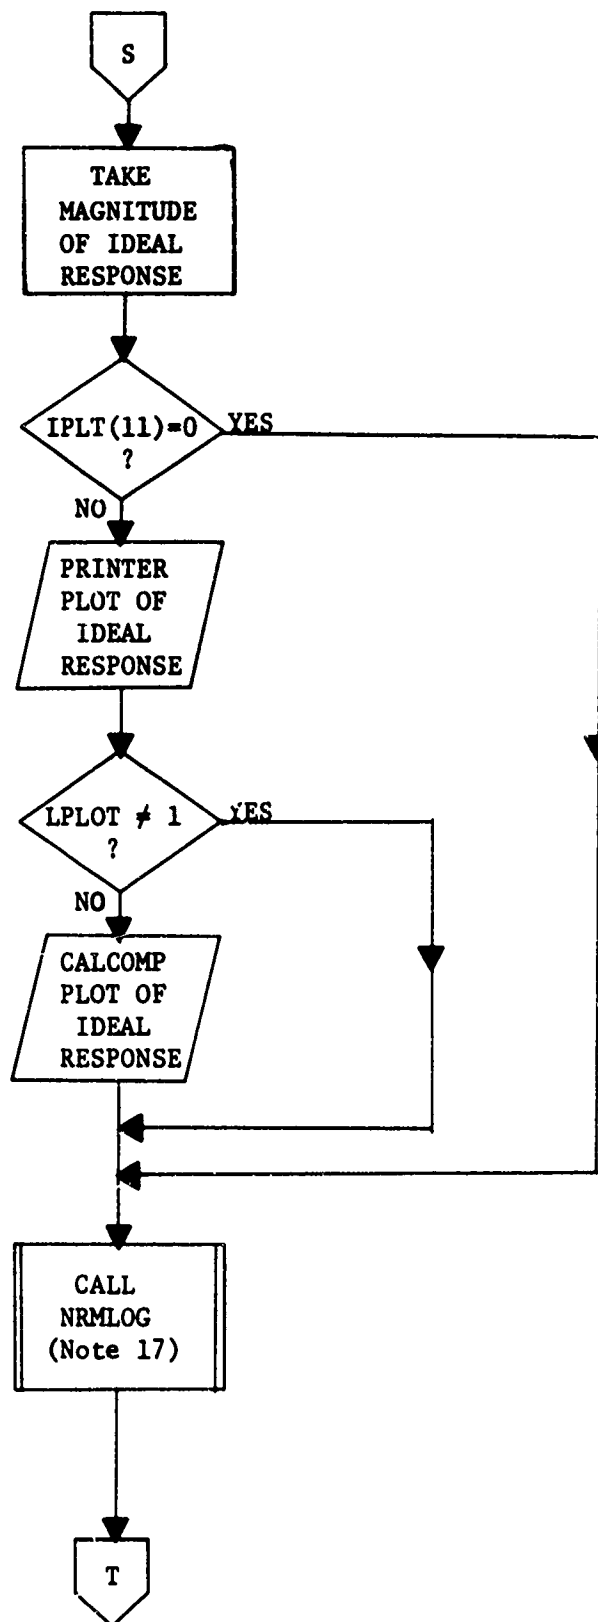 S
TAKE
MAGNITUDE
OF IDEAL
RESPONSE
IPLT(11)=0
?
YES
NO
PRINTER
PLOT OF
IDEAL
RESPONSE
LPLOT ≠ 1
?
YES
NO
CALCOMP
PLOT OF
IDEAL
RESPONSE
CALL
NRMLOG
(Note 17)
T